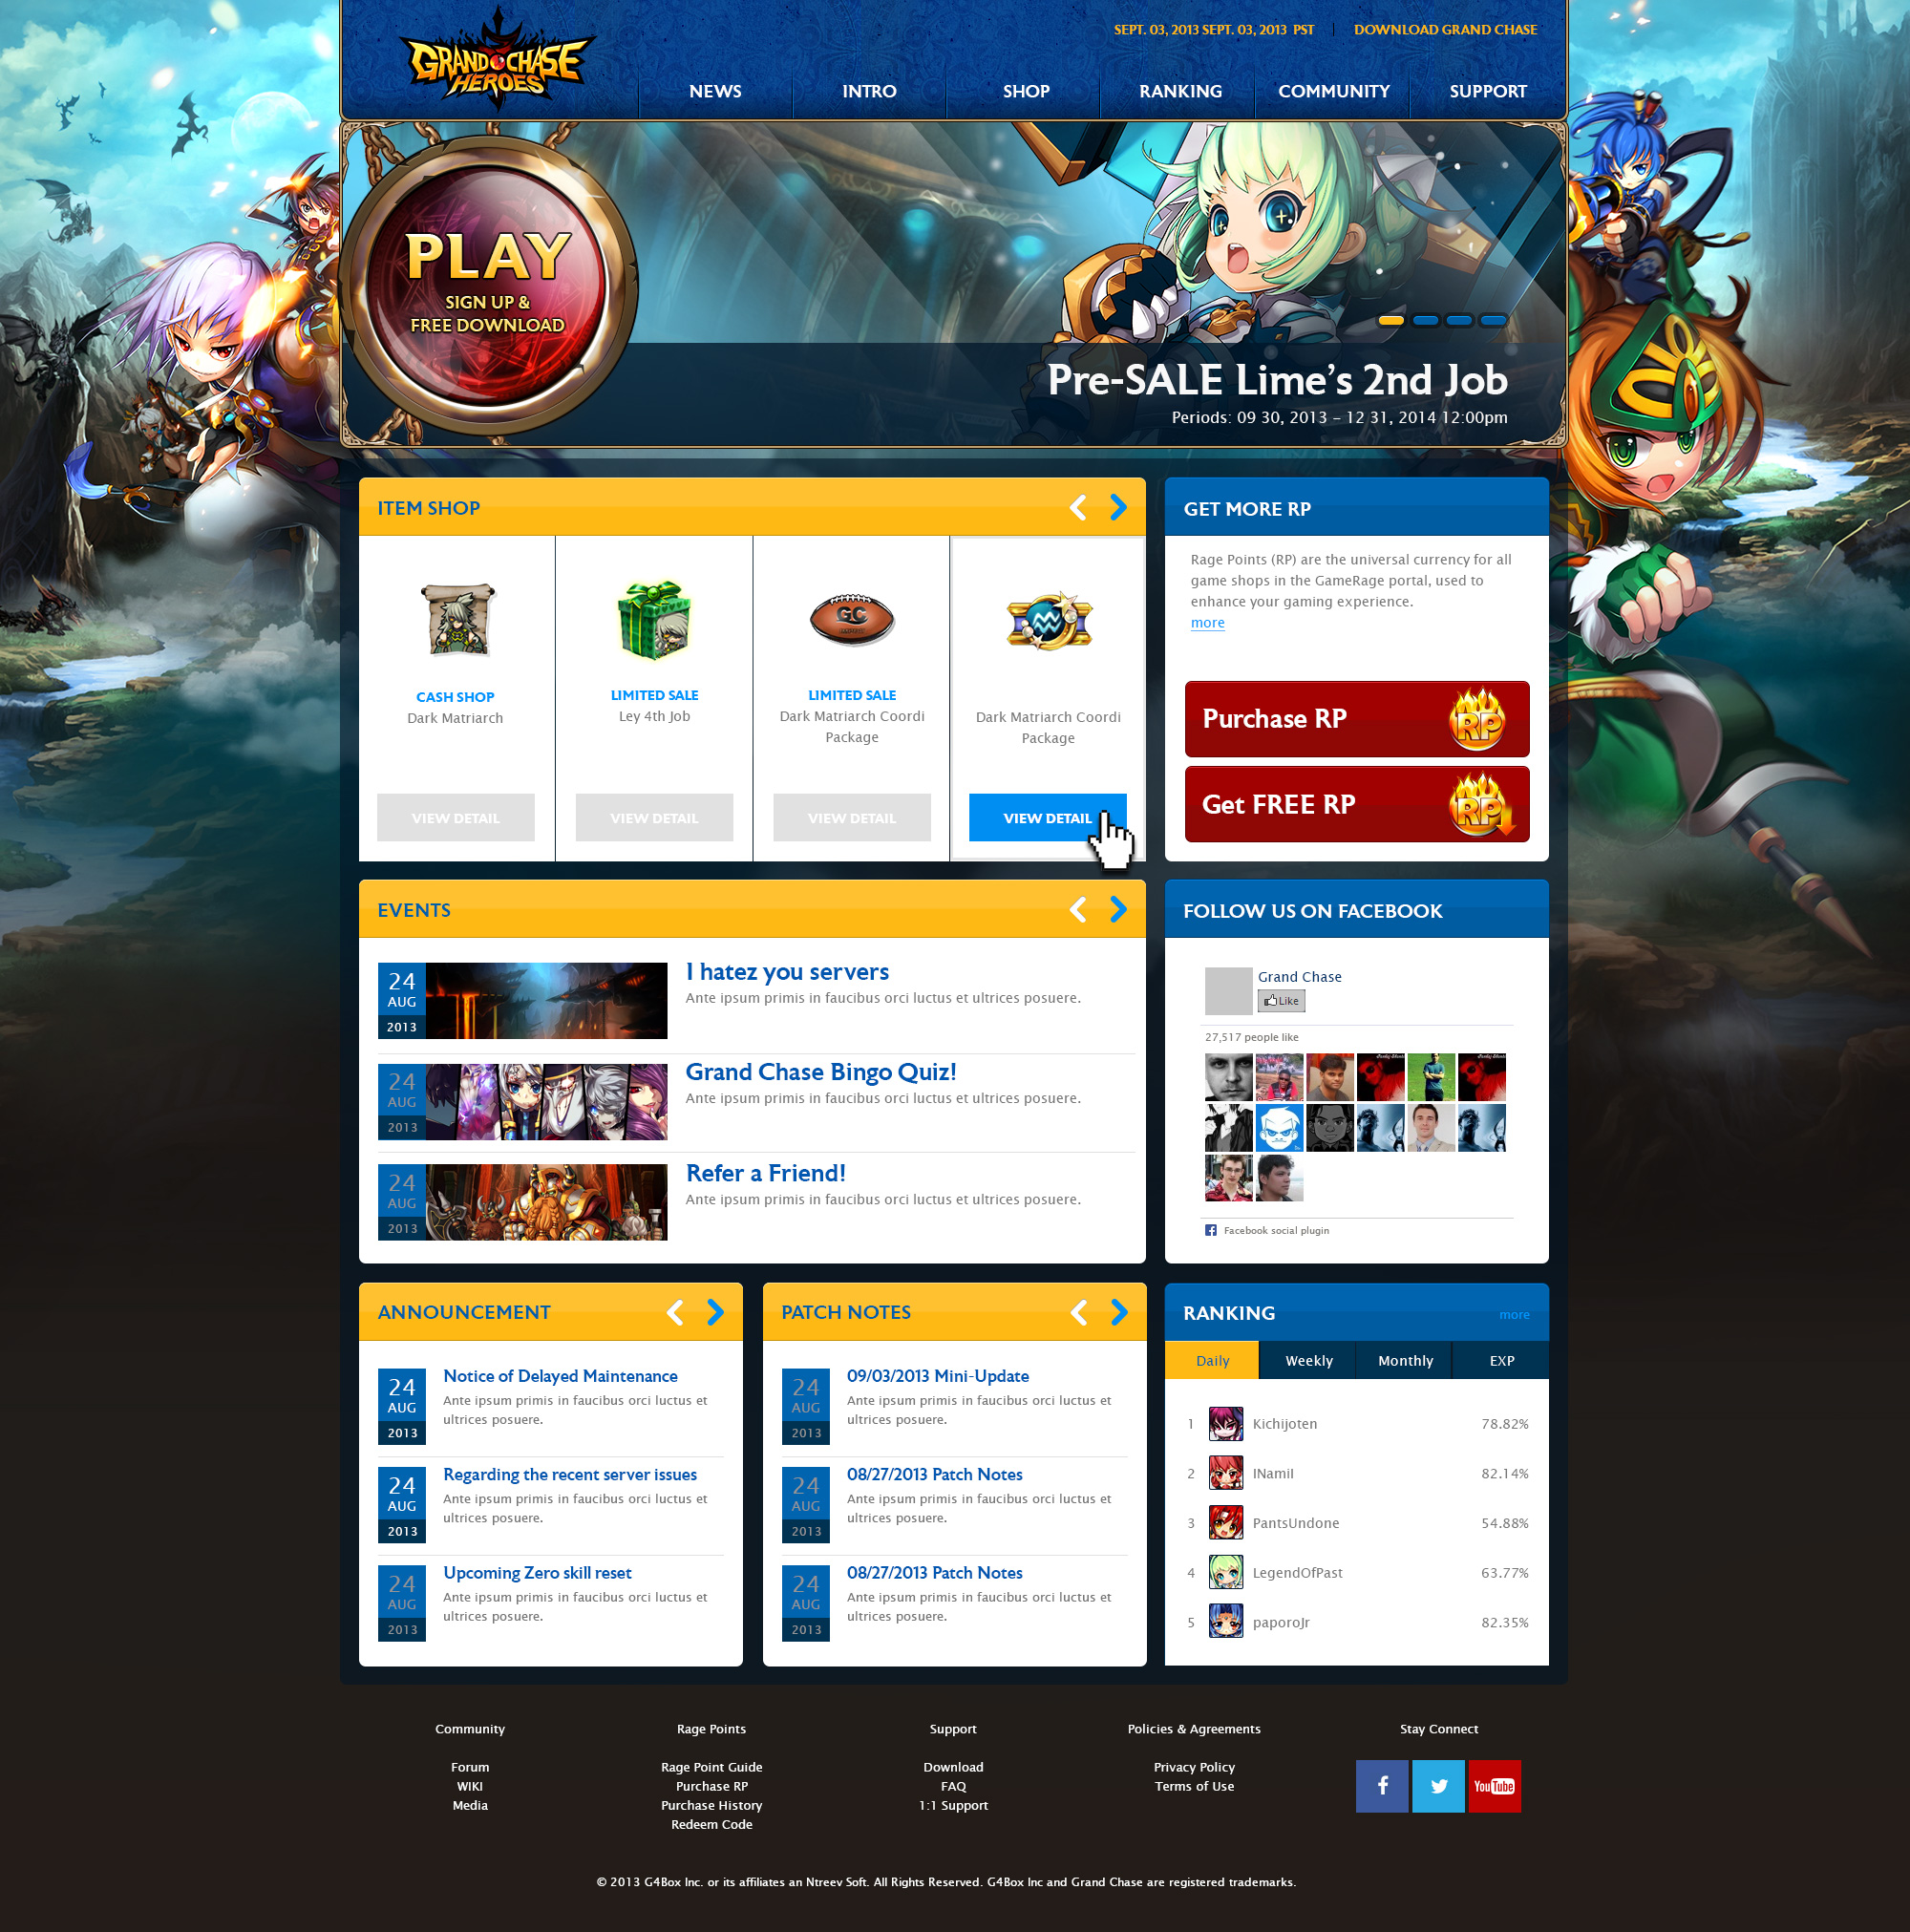 SEPT. 03, 2013 SEPT. 03, 2013 PST
DOWNLOAD GRAND CHASE
GRAND CHASE
HEROES
NEWS
INTRO
SHOP
RANKING
COMMUNITY
SUPPORT
PLAY
SIGN UP &
FREE DOWNLOAD
Pre-SALE Lime's 2nd Job
Periods: 09 30, 2013 – 12 31, 2014 12:00pm
ITEM SHOP
CASH SHOP
Dark Matriarch
VIEW DETAIL
LIMITED SALE
Ley 4th Job
VIEW DETAIL
GC
LIMITED SALE
Dark Matriarch Coordi
Package
VIEW DETAIL
Dark Matriarch Coordi
Package
VIEW DETAIL
GET MORE RP
Rage Points (RP) are the universal currency for all
game shops in the GameRage portal, used to
enhance your gaming experience.
more
Purchase RP
RP
Get FREE RP
RP
EVENTS
24
AUG
2013
I hatez you servers
Ante ipsum primis in faucibus orci luctus et ultrices posuere.
24
AUG
2013
Grand Chase Bingo Quiz!
Ante ipsum primis in faucibus orci luctus et ultrices posuere.
24
AUG
2013
Refer a Friend!
Ante ipsum primis in faucibus orci luctus et ultrices posuere.
FOLLOW US ON FACEBOOK
Grand Chase
Like
27,517 people like
Facebook social plugin
ANNOUNCEMENT
24
AUG
2013
Notice of Delayed Maintenance
Ante ipsum primis in faucibus orci luctus et
ultrices posuere.
24
AUG
2013
Regarding the recent server issues
Ante ipsum primis in faucibus orci luctus et
ultrices posuere.
24
AUG
2013
Upcoming Zero skill reset
Ante ipsum primis in faucibus orci luctus et
ultrices posuere.
PATCH NOTES
24
AUG
2013
09/03/2013 Mini-Update
Ante ipsum primis in faucibus orci luctus et
ultrices posuere.
24
AUG
2013
08/27/2013 Patch Notes
Ante ipsum primis in faucibus orci luctus et
ultrices posuere.
24
AUG
2013
08/27/2013 Patch Notes
Ante ipsum primis in faucibus orci luctus et
ultrices posuere.
RANKING
more
Daily
Weekly
Monthly
EXP
1 Kichijoten 78.82%
2 INamiI 82.14%
3 PantsUndone 54.88%
4 LegendOfPast 63.77%
5 paporoJr 82.35%
Community
Forum
WIKI
Media
Rage Points
Rage Point Guide
Purchase RP
Purchase History
Redeem Code
Support
Download
FAQ
1:1 Support
Policies & Agreements
Privacy Policy
Terms of Use
Stay Connect
f
YouTube
© 2013 G4Box Inc. or its affiliates an Ntreev Soft. All Rights Reserved. G4Box Inc and Grand Chase are registered trademarks.